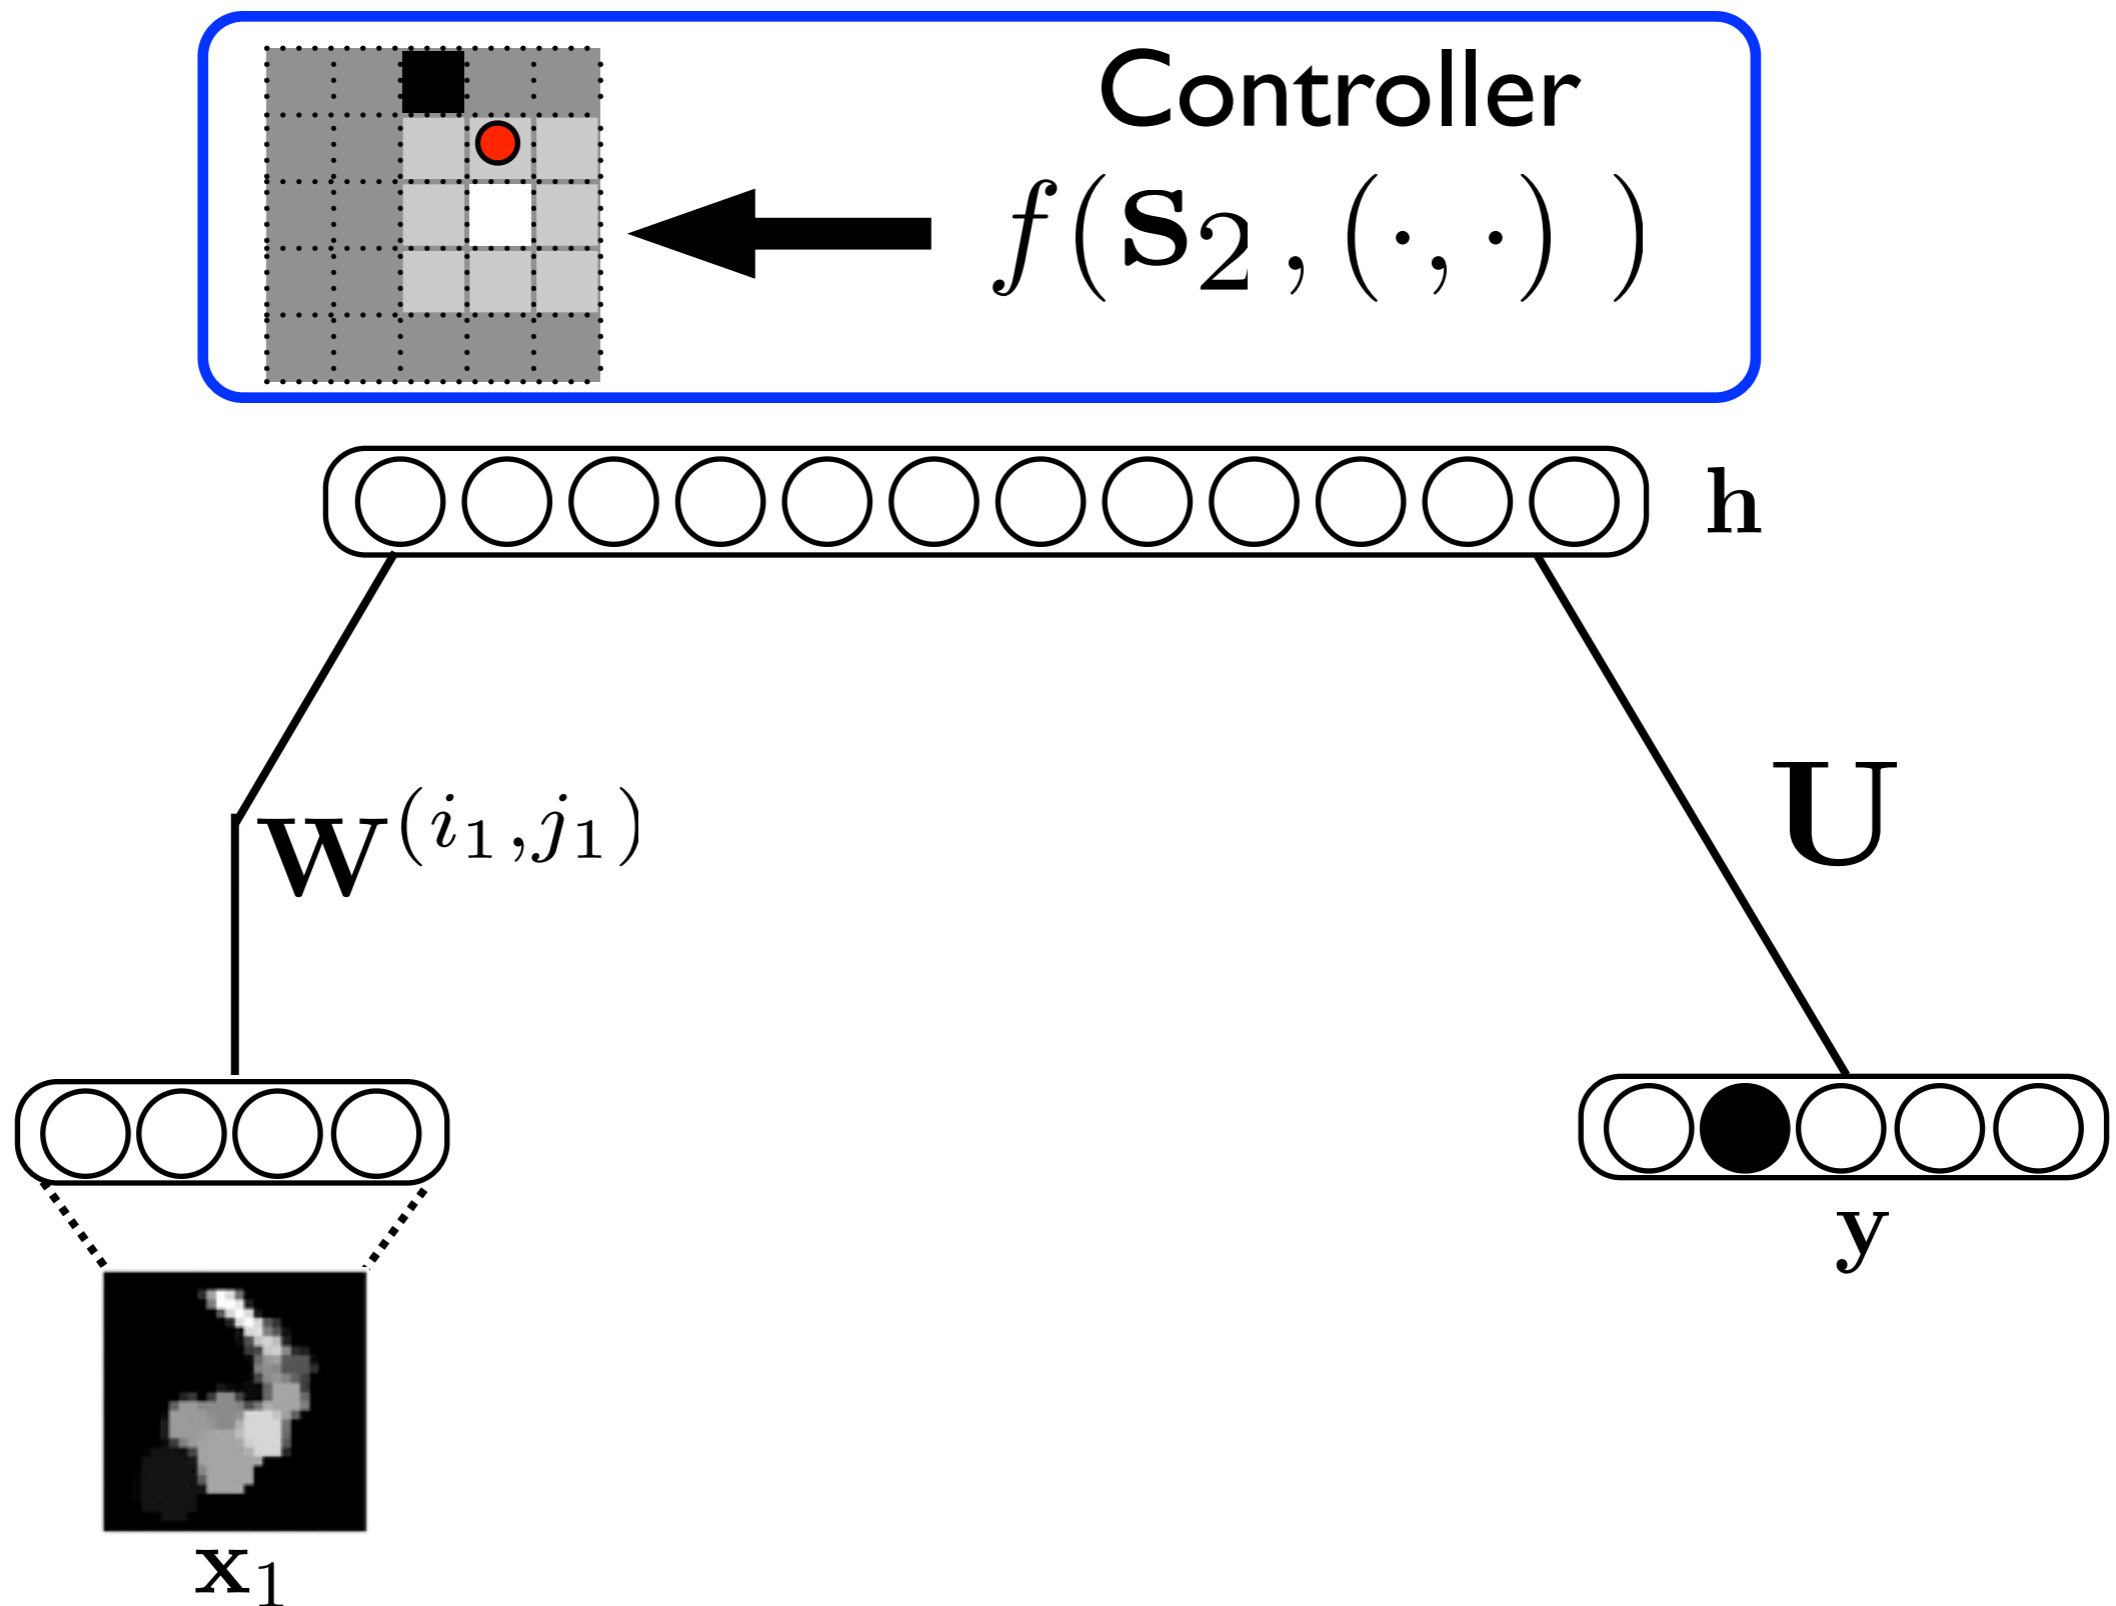 Controller
f(s₂, (·, ·) )
h
W^(i₁,j₁)
U
y
x₁